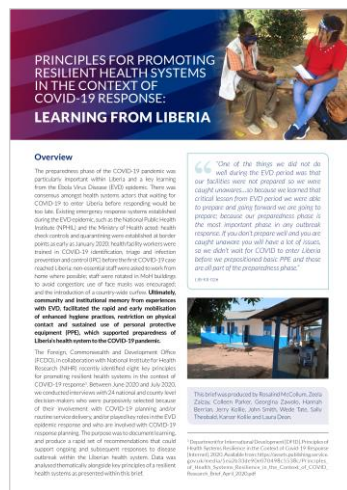 PRINCIPLES FOR PROMOTING
RESILIENT HEALTH SYSTEMS
IN THE CONTEXT OF
COVID-19 RESPONSE:
LEARNING FROM LIBERIA
Overview
The preparedness phase of the COVID-19 pandemic was
particularly important within Liberia and a key learning
from the Ebola Virus Disease (EVD) epidemic. There was
consensus amongst health systems actors that waiting for
COVID-19 to enter Liberia before responding would be
too late. Existing emergency response systems established
during the EVD epidemic, such as the National Public Health
Institute (NPHIL) and the Ministry of Health acted: health
check controls and quarantining were established at border
points as early as January 2020; health facility workers were
trained in COVID-19 identification, triage and infection
prevention and control (IPC) before the first COVID-19 case
reached Liberia; non-essential staff were asked to work from
home where possible; staff were rotated in MoH buildings
to avoid congestion; use of face masks was encouraged;
and the introduction of a country-wide curfew. Ultimately,
community and institutional memory from experiences
with EVD, facilitated the rapid and early mobilisation
of enhanced hygiene practices, restriction on physical
contact and sustained use of personal protective
equipment (PPE), which supported preparedness of
Liberia's health system to the COVID-19 pandemic.
The Foreign, Commonwealth and Development Office
(FCDO), in collaboration with National Institute for Health
Research (NIHR) recently identified eight key principles
for promoting resilient health systems in the context of
COVID-19 response¹. Between June 2020 and July 2020,
we conducted interviews with 24 national and county level
decision-makers who were purposively selected because
of their involvement with COVID-19 planning and/or
routine service delivery, and/or played key roles in the EVD
epidemic response and who are involved with COVID-19
response planning. The purpose was to document learning,
and produce a rapid set of recommendations that could
support ongoing and subsequent responses to disease
outbreak within the Liberian health system. Data was
analysed thematically alongside key principles of a resilient
health systems as presented within this brief.
“One of the things we did not do
well during the EVD period was that
our facilities were not prepared so we were
caught unawares…so because we learned that
critical lesson from EVD period we were able
to prepare and going forward we are going to
prepare; because our preparedness phase is
the most important phase in any outbreak
response. If you don't prepare well and you are
caught unaware you will have a lot of issues,
so we didn't wait for COVID to enter Liberia
before we prepositioned basic PPE and those
are all part of the preparedness phase.”
This brief was produced by Rosalind McCollum, Zeela
Zaizay, Colleen Parker, Georgina Zawolo, Hannah
Berrian, Jerry Kollie, John Smith, Wede Tate, Sally
Theobald, Karsor Kollie and Laura Dean.